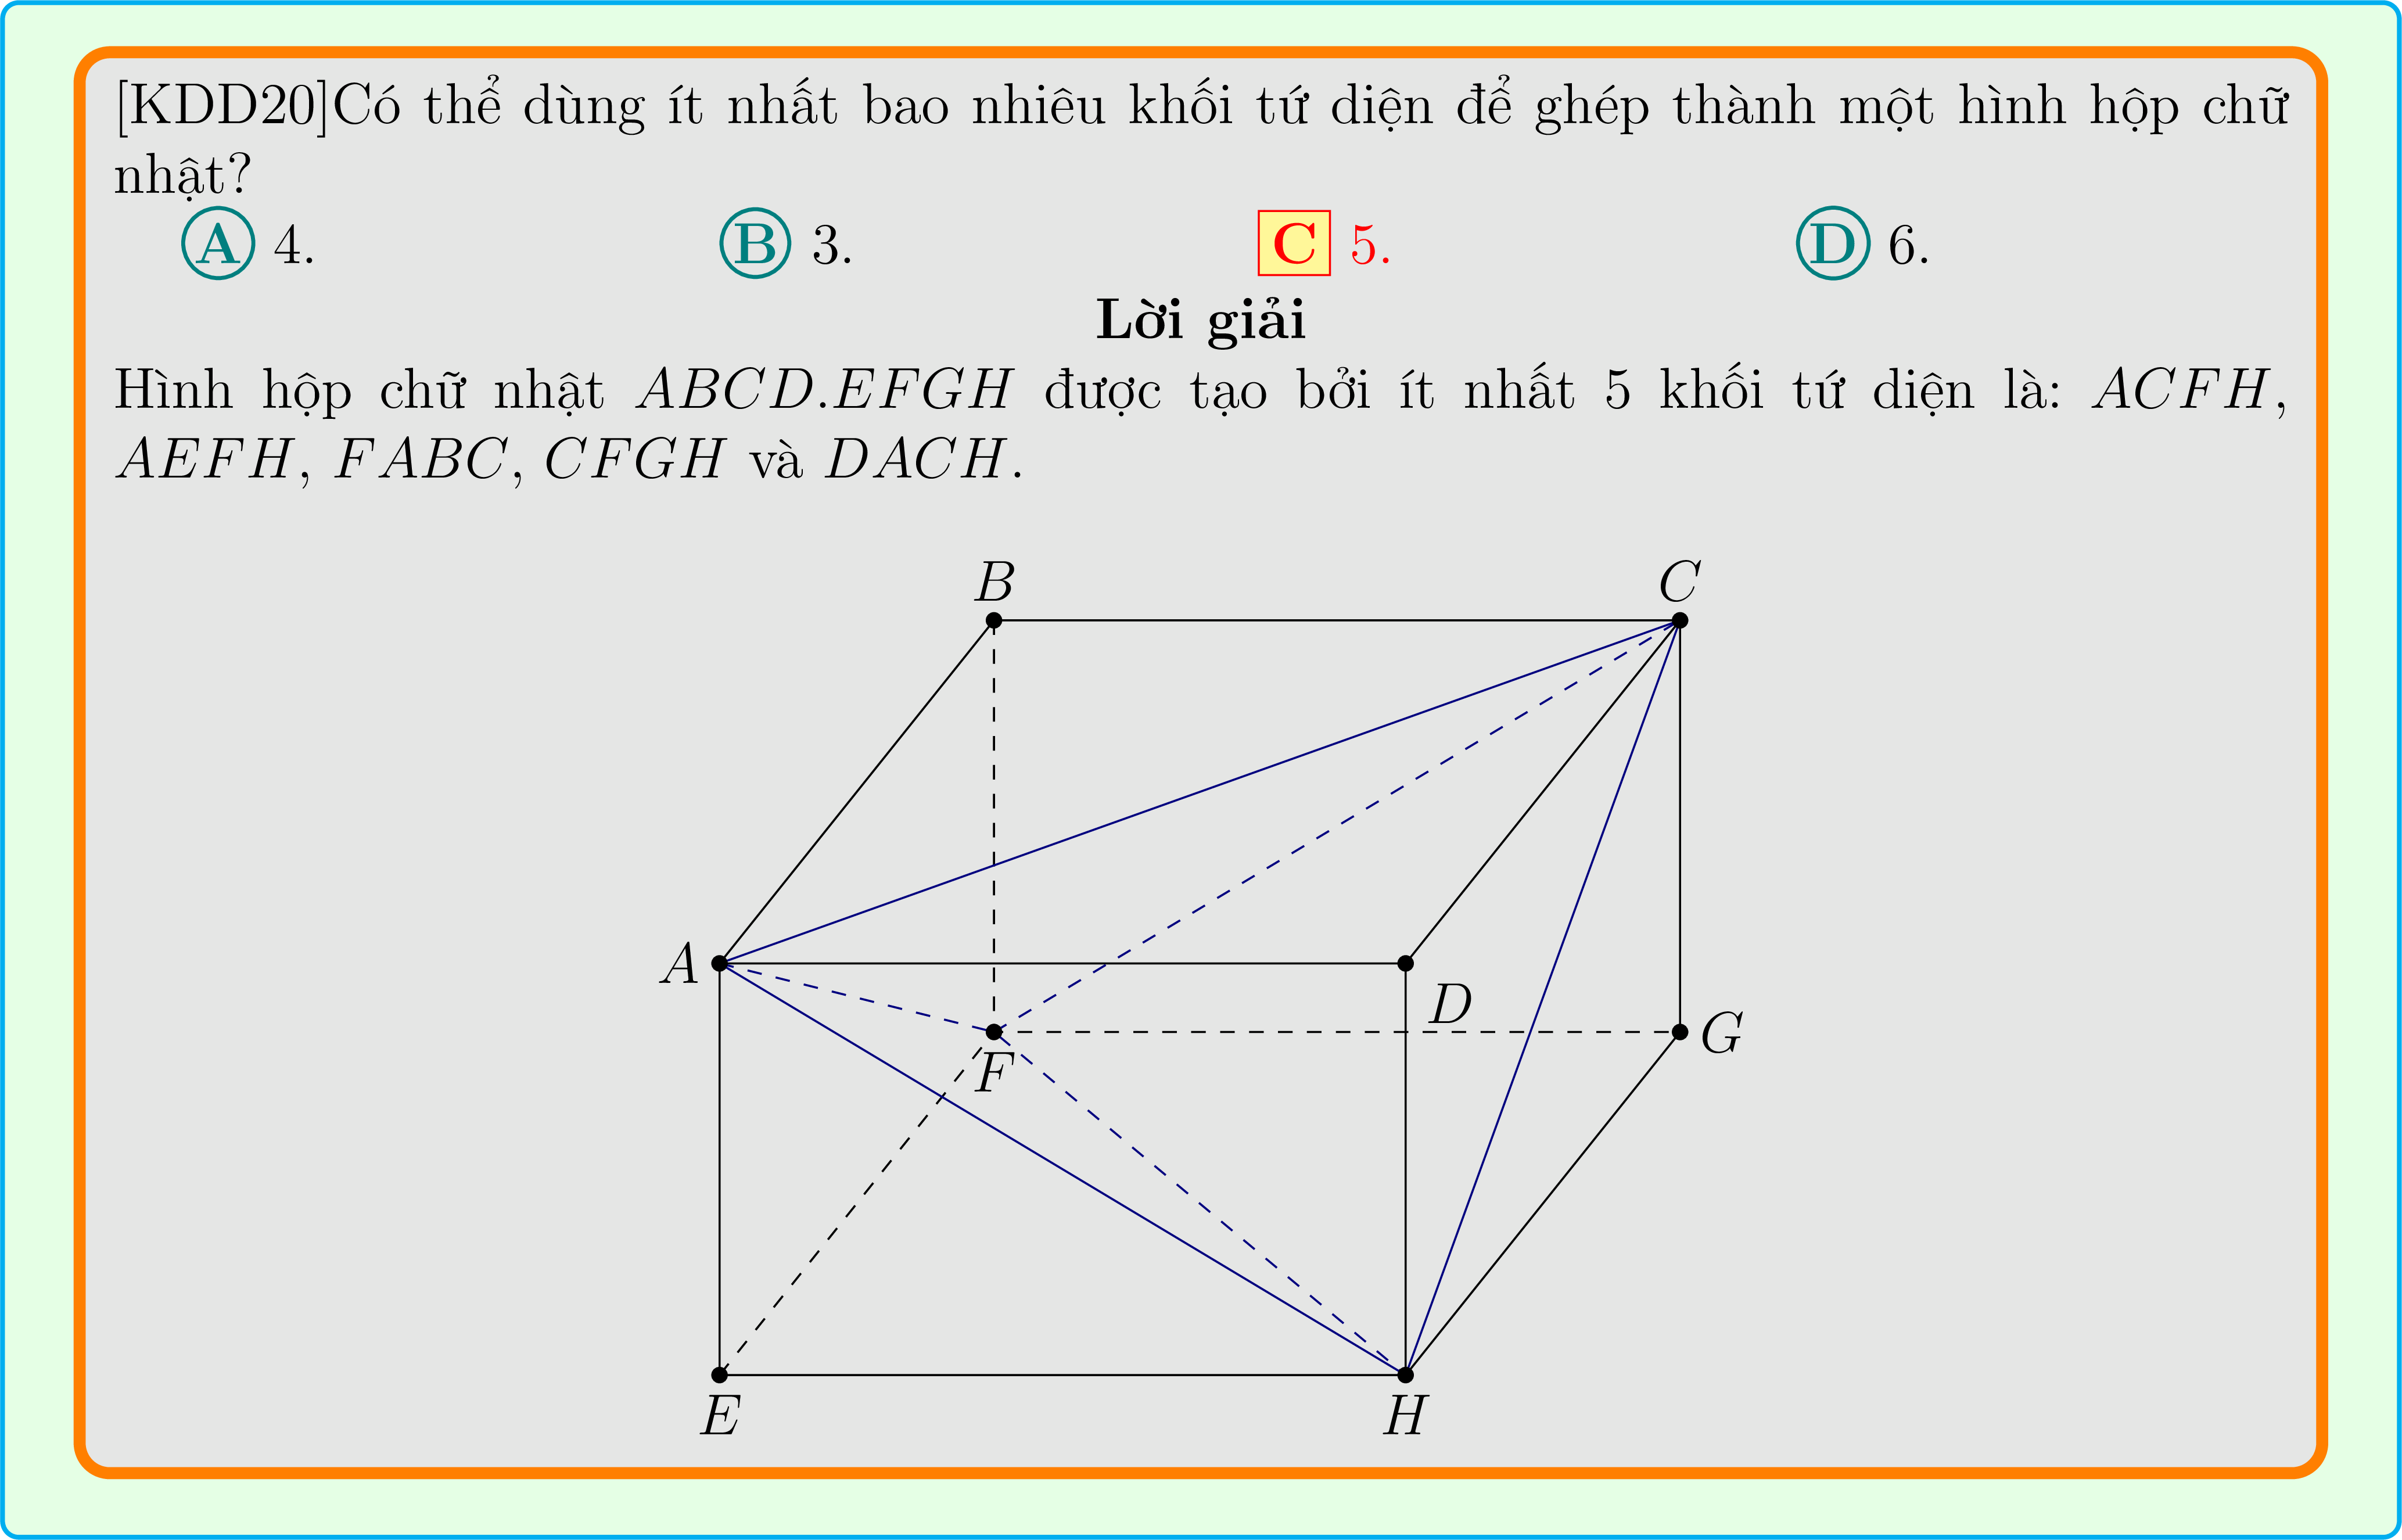 [KDD20]Có thể dùng ít nhất bao nhiêu khối tứ diện để ghép thành một hình hộp chữ
nhật?
A 4. B 3. C 5. D 6.
Lời giải
Hình hộp chữ nhật ABCD.EFGH được tạo bởi ít nhất 5 khối tứ diện là: ACFH,
AEFH, FABC, CFGH và DACH.
B C
A
D
G
F
E H